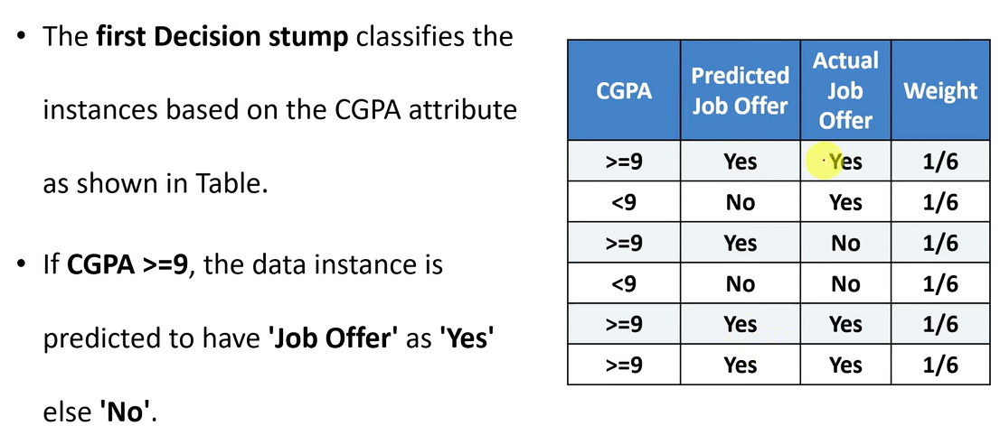 • The first Decision stump classifies the
instances based on the CGPA attribute
as shown in Table.
• If CGPA >=9, the data instance is
predicted to have 'Job Offer' as 'Yes'
else 'No'.
CGPA Predicted Job Offer Actual Job Offer Weight
>=9 Yes Yes 1/6
<9 No Yes 1/6
>=9 Yes No 1/6
<9 No No 1/6
>=9 Yes Yes 1/6
>=9 Yes Yes 1/6